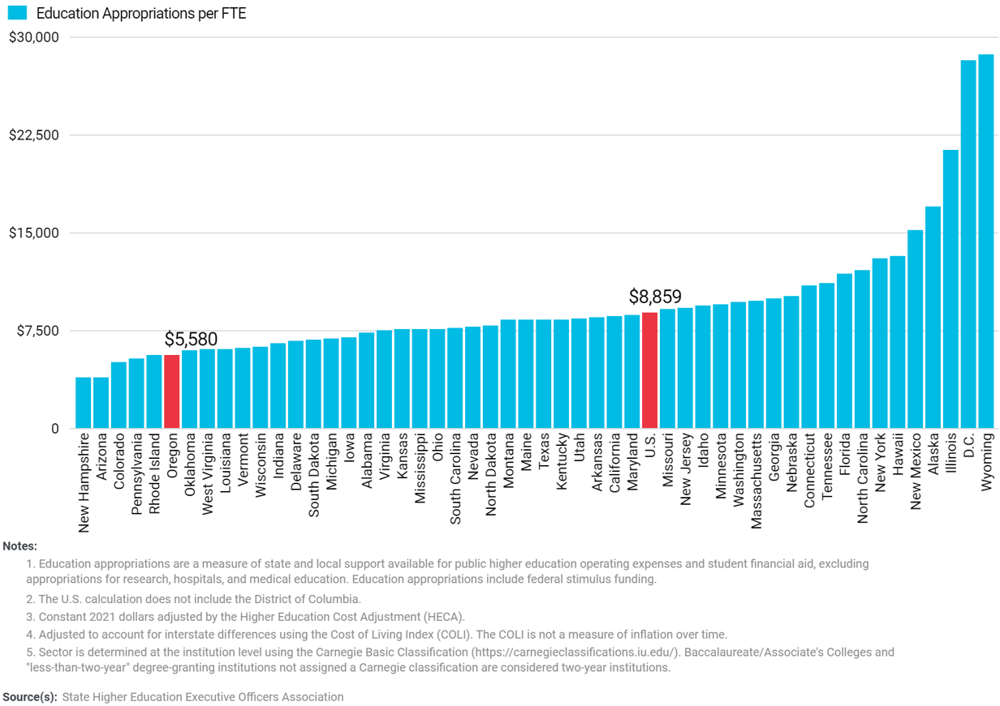 Education Appropriations per FTE
$30,000
$22,500
$15,000
$7,500
0
$5,580
$8,859
New Hampshire
Arizona
Colorado
Pennsylvania
Rhode Island
Oregon
Oklahoma
West Virginia
Louisiana
Vermont
Wisconsin
Indiana
Delaware
South Dakota
Michigan
Iowa
Alabama
Virginia
Kansas
Mississippi
Ohio
South Carolina
Nevada
North Dakota
Montana
Maine
Texas
Kentucky
Utah
Arkansas
California
Maryland
U.S.
Missouri
New Jersey
Idaho
Minnesota
Washington
Massachusetts
Georgia
Nebraska
Connecticut
Tennessee
Florida
North Carolina
New York
Hawaii
New Mexico
Alaska
Illinois
D.C.
Wyoming
Notes:
1. Education appropriations are a measure of state and local support available for public higher education operating expenses and student financial aid, excluding
appropriations for research, hospitals, and medical education. Education appropriations include federal stimulus funding.
2. The U.S. calculation does not include the District of Columbia.
3. Constant 2021 dollars adjusted by the Higher Education Cost Adjustment (HECA).
4. Adjusted to account for interstate differences using the Cost of Living Index (COLI). The COLI is not a measure of inflation over time.
5. Sector is determined at the institution level using the Carnegie Basic Classification (https://carnegieclassifications.iu.edu/). Baccalaureate/Associate's Colleges and
"less-than-two-year" degree-granting institutions not assigned a Carnegie classification are considered two-year institutions.
Source(s): State Higher Education Executive Officers Association